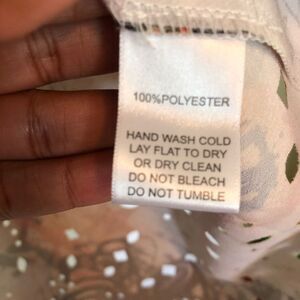 100%POLYESTER
HAND WASH COLD
LAY FLAT TO DRY
OR DRY CLEAN
DO NOT BLEACH
DO NOT TUMBLE